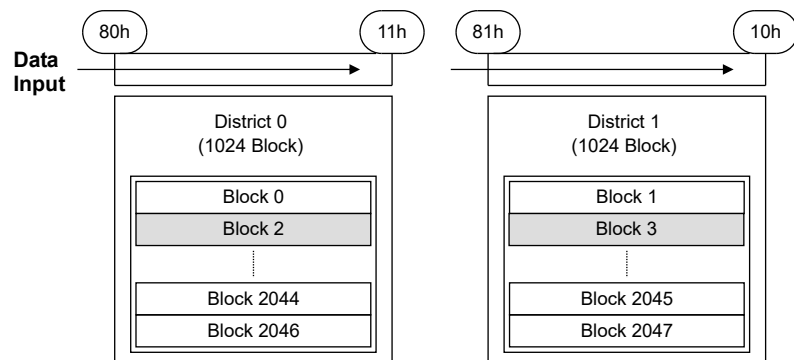 80h 11h 81h 10h
Data
Input
District 0
(1024 Block)
Block 0
Block 2
Block 2044
Block 2046
District 1
(1024 Block)
Block 1
Block 3
Block 2045
Block 2047